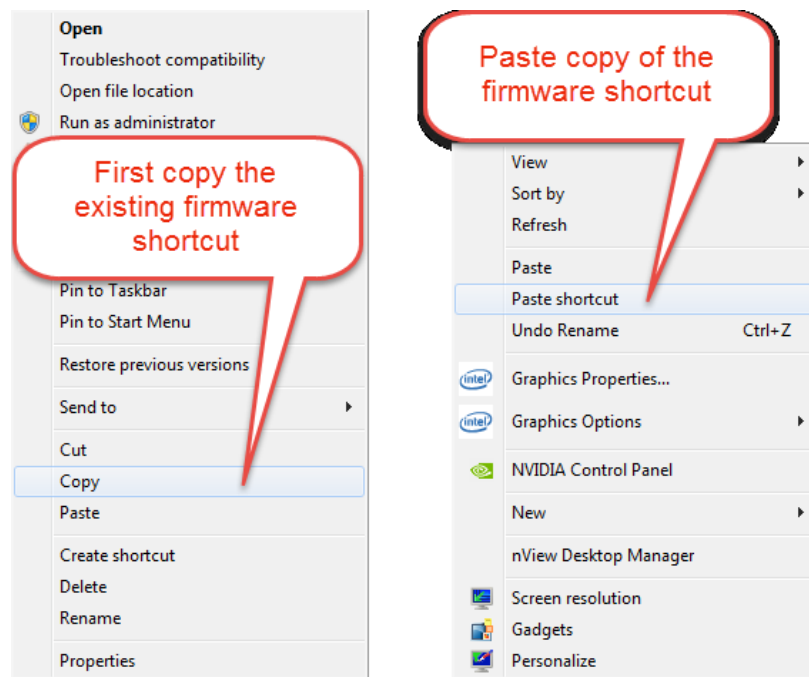 Open
Troubleshoot compatibility
Open file location
Run as administrator
First copy the
existing firmware
shortcut
Pin to Taskbar
Pin to Start Menu
Restore previous versions
Send to
Cut
Copy
Paste
Create shortcut
Delete
Rename
Properties
Paste copy of the
firmware shortcut
View
Sort by
Refresh
Paste
Paste shortcut
Undo Rename Ctrl+Z
intel Graphics Properties...
intel Graphics Options
NVIDIA Control Panel
New
nView Desktop Manager
Screen resolution
Gadgets
Personalize